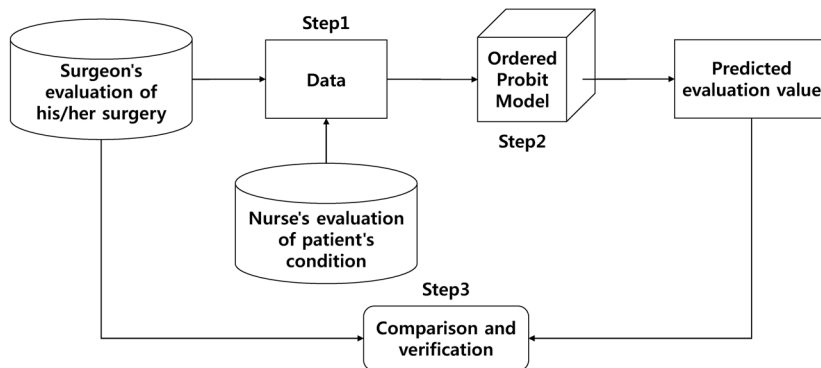 Step1
Surgeon's
evaluation of
his/her surgery
Data
Ordered
Probit
Model
Step2
Predicted
evaluation value
Nurse's evaluation
of patient's
condition
Step3
Comparison and
verification